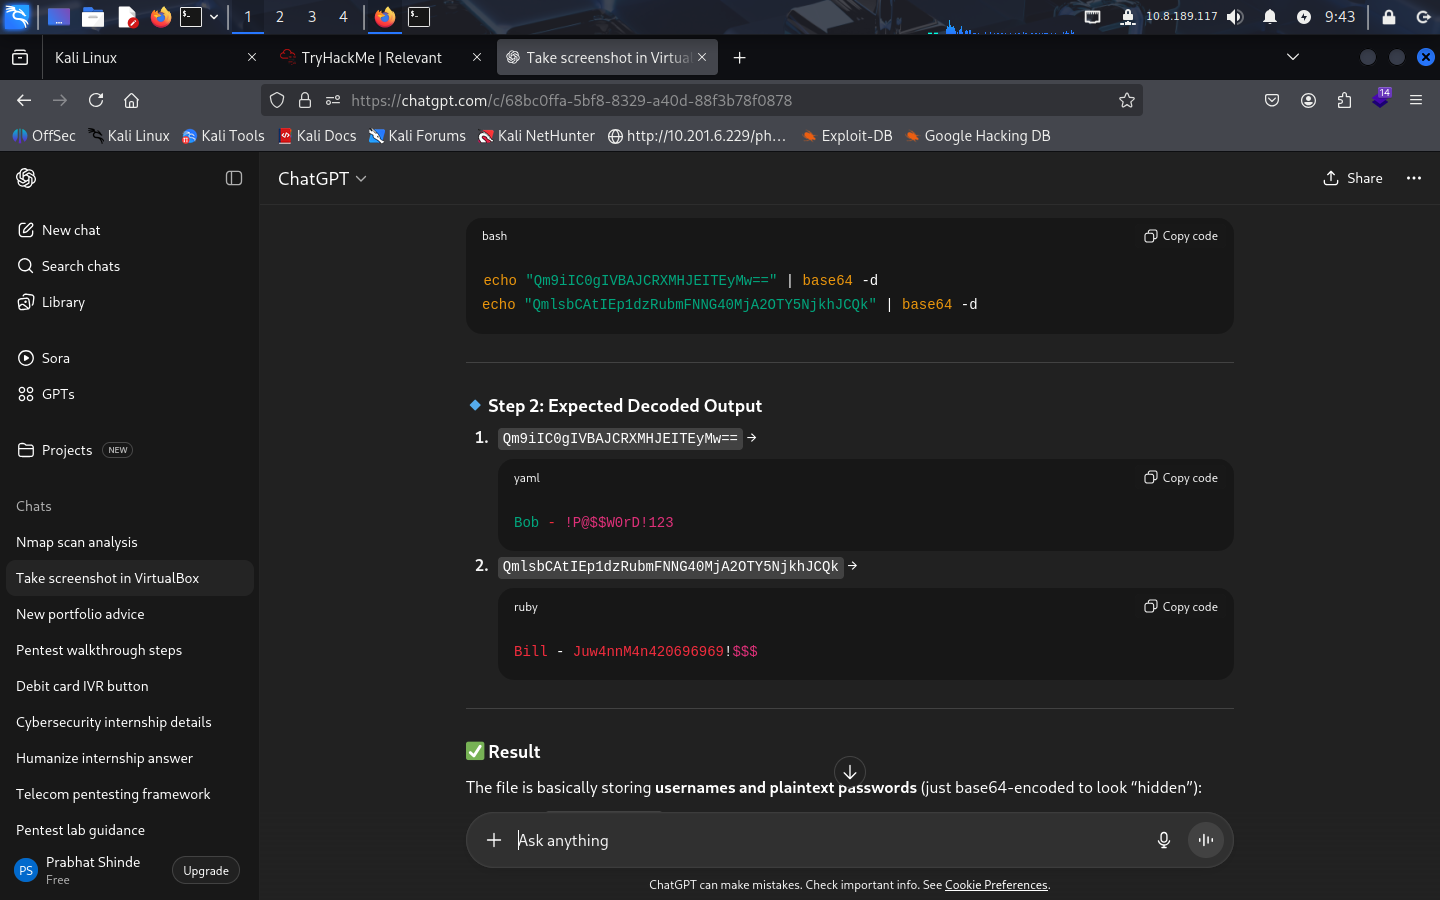 1 2 3 4 10.8.189.117 9:43
Kali Linux TryHackMe | Relevant Take screenshot in Virtual
https://chatgpt.com/c/68bc0ffa-5bf8-8329-a40d-88f3b78f0878 14
OffSec Kali Linux Kali Tools Kali Docs Kali Forums Kali NetHunter http://10.201.6.229/ph... Exploit-DB Google Hacking DB
ChatGPT Share
New chat
Search chats
Library
Sora
GPTs
Projects NEW
Chats
Nmap scan analysis
Take screenshot in VirtualBox
New portfolio advice
Pentest walkthrough steps
Debit card IVR button
Cybersecurity internship details
Humanize internship answer
Telecom pentesting framework
Pentest lab guidance
PS Prabhat Shinde
Free
Upgrade
bash Copy code
echo "Qm9iIC0gIVBAJCRXMHJEITEyMw==" | base64 -d
echo "QmlsbCAtIEp1dzRubmFNNG40MjA2OTY5NjkhJCQk" | base64 -d
Step 2: Expected Decoded Output
1. Qm9iIC0gIVBAJCRXMHJEITEyMw== →
yaml Copy code
Bob - !P@$$W0rD!123
2. QmlsbCAtIEp1dzRubmFNNG40MjA2OTY5NjkhJCQk →
ruby Copy code
Bill - Juw4nnM4n420696969!$$$
Result
The file is basically storing usernames and plaintext passwords (just base64-encoded to look “hidden”):
Ask anything
ChatGPT can make mistakes. Check important info. See Cookie Preferences.